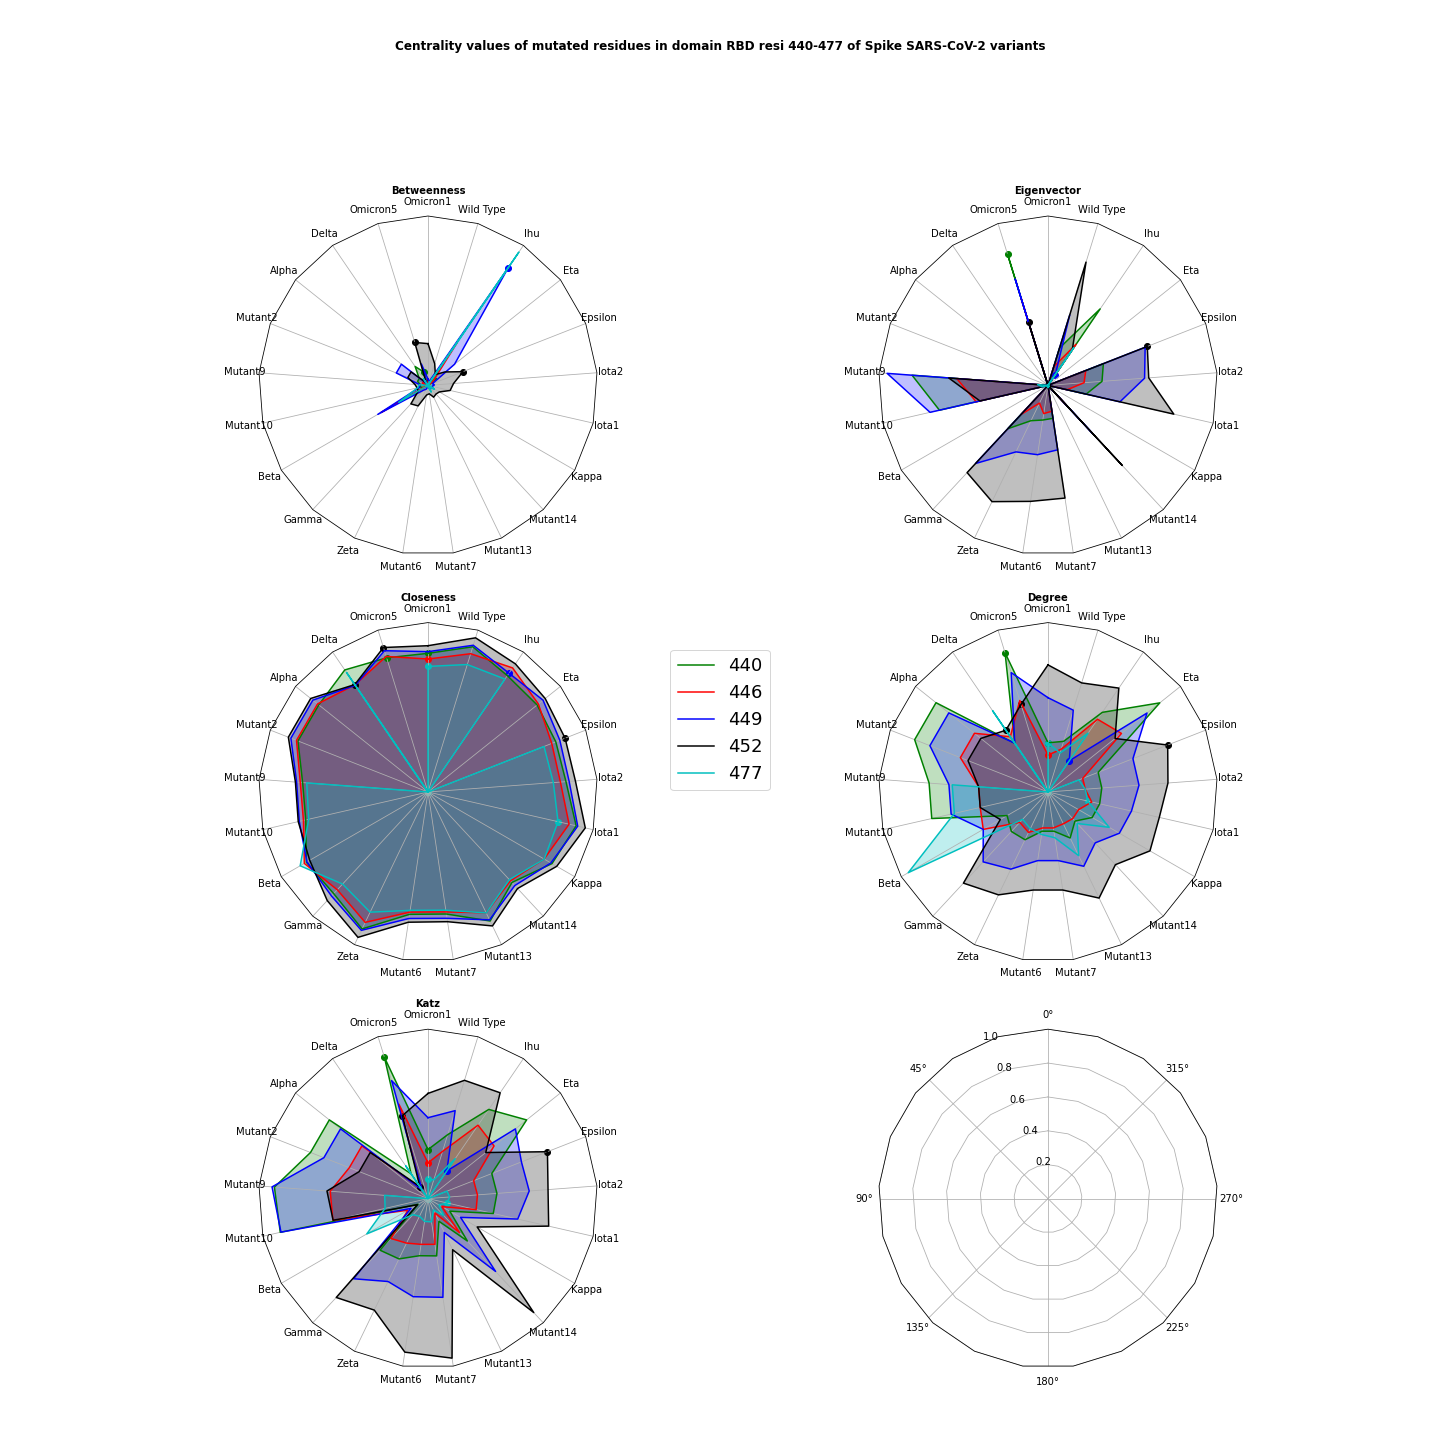 Centrality values of mutated residues in domain RBD resi 440-477 of Spike SARS-CoV-2 variants
Betweenness
Omicron1
Omicron5
Wild Type
Delta
Ihu
Alpha
Eta
Mutant2
Epsilon
Mutant9
Iota2
Mutant10
Iota1
Beta
Kappa
Gamma
Mutant14
Zeta
Mutant13
Mutant6
Mutant7
Eigenvector
Omicron1
Omicron5
Wild Type
Delta
Ihu
Alpha
Eta
Mutant2
Epsilon
Mutant9
Iota2
Mutant10
Iota1
Beta
Kappa
Gamma
Mutant14
Zeta
Mutant13
Mutant6
Mutant7
Closeness
Omicron1
Omicron5
Wild Type
Delta
Ihu
Alpha
Eta
Mutant2
Epsilon
Mutant9
Iota2
Mutant10
Iota1
Beta
Kappa
Gamma
Mutant14
Zeta
Mutant13
Mutant6
Mutant7
440
446
449
452
477
Degree
Omicron1
Omicron5
Wild Type
Delta
Ihu
Alpha
Eta
Mutant2
Epsilon
Mutant9
Iota2
Mutant10
Iota1
Beta
Kappa
Gamma
Mutant14
Zeta
Mutant13
Mutant6
Mutant7
Katz
Omicron1
Omicron5
Wild Type
Delta
Ihu
Alpha
Eta
Mutant2
Epsilon
Mutant9
Iota2
Mutant10
Iota1
Beta
Kappa
Gamma
Mutant14
Zeta
Mutant13
Mutant6
Mutant7
0°
1.0
45°
0.8
315°
0.6
0.4
0.2
90°
270°
135°
225°
180°